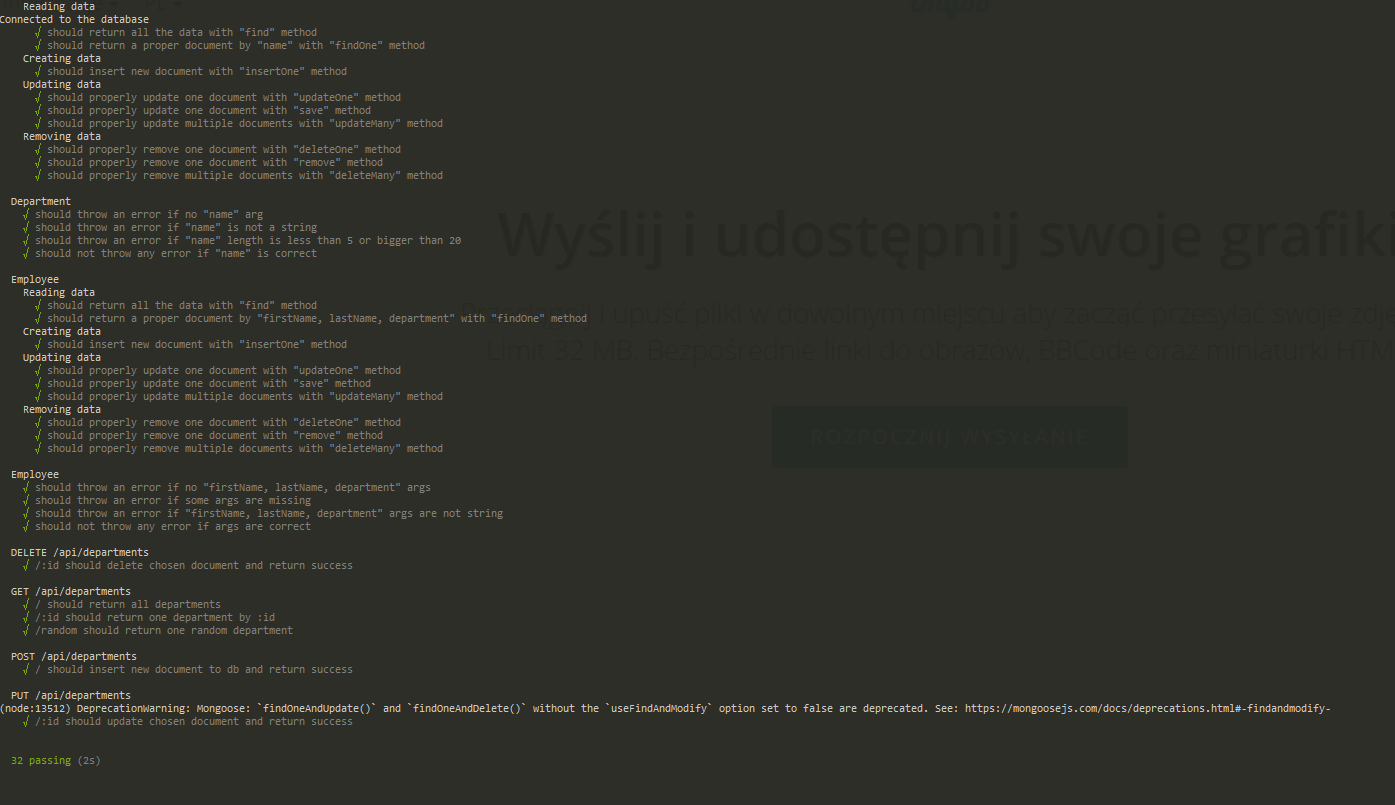 Reading data
Connected to the database
√ should return all the data with "find" method
√ should return a proper document by "name" with "findOne" method
Creating data
√ should insert new document with "insertOne" method
Updating data
√ should properly update one document with "updateOne" method
√ should properly update one document with "save" method
√ should properly update multiple documents with "updateMany" method
Removing data
√ should properly remove one document with "deleteOne" method
√ should properly remove one document with "remove" method
√ should properly remove multiple documents with "deleteMany" method
Department
√ should throw an error if no "name" arg
√ should throw an error if "name" is not a string
√ should throw an error if "name" length is less than 5 or bigger than 20
√ should not throw any error if "name" is correct
Employee
Reading data
√ should return all the data with "find" method
√ should return a proper document by "firstName, lastName, department" with "findOne" method
Creating data
√ should insert new document with "insertOne" method
Updating data
√ should properly update one document with "updateOne" method
√ should properly update one document with "save" method
√ should properly update multiple documents with "updateMany" method
Removing data
√ should properly remove one document with "deleteOne" method
√ should properly remove one document with "remove" method
√ should properly remove multiple documents with "deleteMany" method
Employee
√ should throw an error if no "firstName, lastName, department" args
√ should throw an error if some args are missing
√ should throw an error if "firstName, lastName, department" args are not string
√ should not throw any error if args are correct
DELETE /api/departments
√ /:id should delete chosen document and return success
GET /api/departments
√ / should return all departments
√ /:id should return one department by :id
√ /random should return one random department
POST /api/departments
√ / should insert new document to db and return success
PUT /api/departments
(node:13512) DeprecationWarning: Mongoose: `findOneAndUpdate()` and `findOneAndDelete()` without the `useFindAndModify` option set to false are deprecated. See: https://mongoosejs.com/docs/deprecations.html#-findandmodify-
√ /:id should update chosen document and return success
32 passing (2s)
Wyślij i udostępnij swoje grafiki
i upuść pliki w dowolnym miejscu aby zacząć przesyłać swoje
Limit 32 MB. Bezpośrednie linki do obrazów, BBCode oraz miniaturki
ROZPOCZNIJ WYSYŁANIE